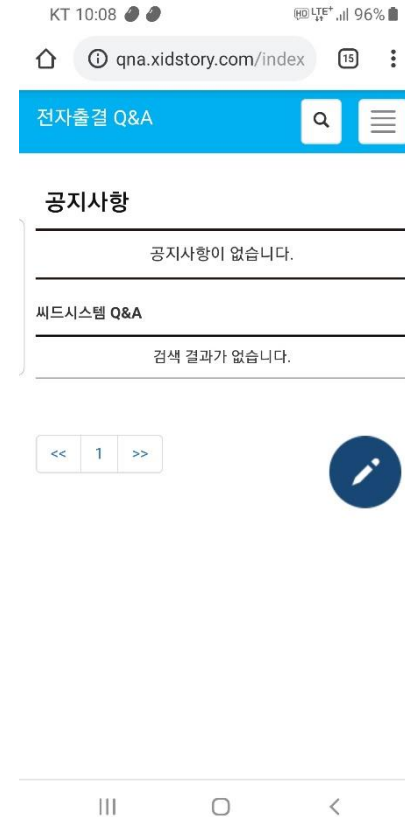 KT 10:08 HD LTE+ 96%
qna.xidstory.com/index 15
전자출결 Q&A
공지사항
공지사항이 없습니다.
씨드시스템 Q&A
검색 결과가 없습니다.
<< 1 >>